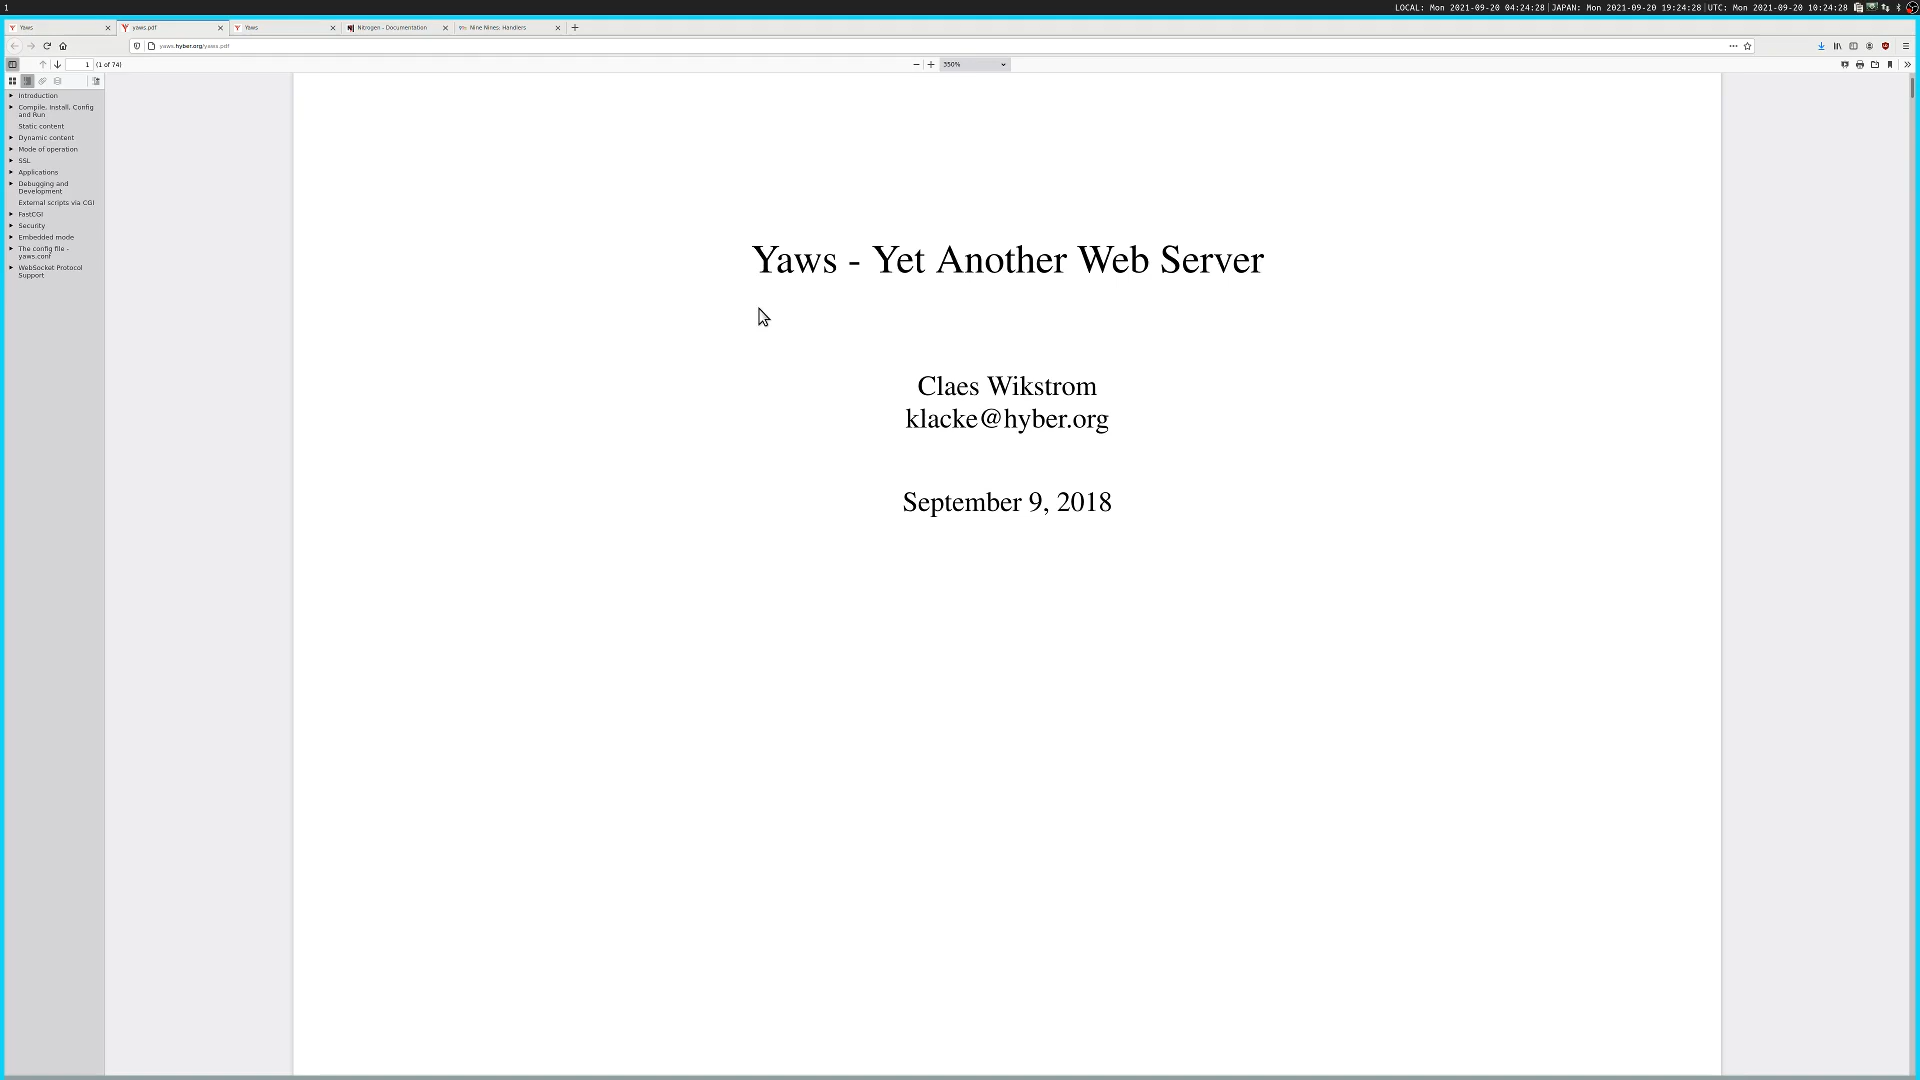 1
LOCAL: Mon 2021-09-20 04:24:28|JAPAN: Mon 2021-09-20 19:24:28|UTC: Mon 2021-09-20 10:24:28
Yaws
yaws.pdf
Yaws
Nitrogen - Documentation
Nine Nines: Handlers
yaws.hyber.org/yaws.pdf
1
(1 of 74)
350%
Introduction
Compile, Install, Config
and Run
Static content
Dynamic content
Mode of operation
SSL
Applications
Debugging and
Development
External scripts via CGI
FastCGI
Security
Embedded mode
The config file -
yaws.conf
WebSocket Protocol
Support
Yaws - Yet Another Web Server
Claes Wikstrom
klacke@hyber.org
September 9, 2018